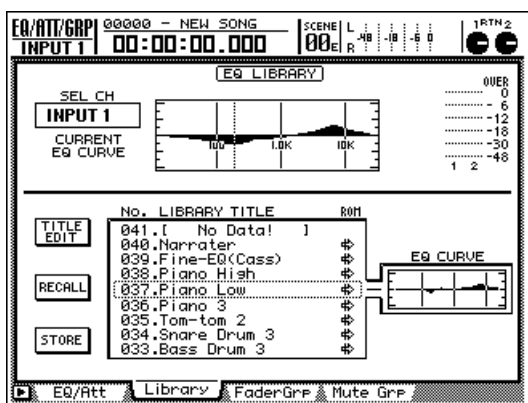 EQ/ATT/GRP
INPUT 1
00000 - NEW SONG
00:00:00.000
SCENE
00E
L
R
-48 -18 -6 0
1 RTN 2
EQ LIBRARY
SEL CH
INPUT 1
CURRENT
EQ CURVE
100 1.0K 10K
OVER
0
- 6
-12
-18
-30
-48
1 2
No. LIBRARY TITLE ROM
TITLE
EDIT
RECALL
STORE
041.[ No Data! ]
040.Narrater
039.Fine-EQ(Cass)
038.Piano High
037.Piano Low
036.Piano 3
035.Tom-tom 2
034.Snare Drum 3
033.Bass Drum 3
EQ CURVE
EQ/Att Library FaderGrp Mute Grp